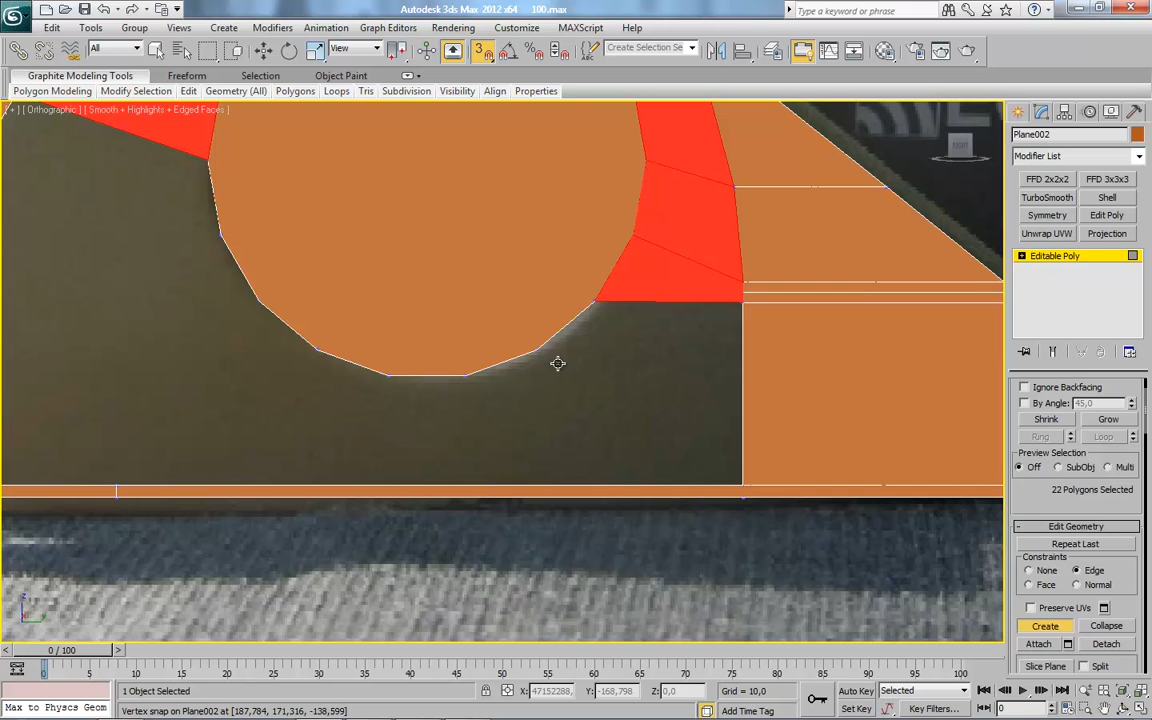 Autodesk 3ds Max 2012 x64    100.max
Type a keyword or phrase
Edit Tools Group Views Create Modifiers Animation Graph Editors Rendering Customize MAXScript Help
All View 3 Create Selection Se
Graphite Modeling Tools Freeform Selection Object Paint
Polygon Modeling Modify Selection Edit Geometry (All) Polygons Loops Tris Subdivision Visibility Align Properties
[ + ] [ Orthographic ] [ Smooth + Highlights + Edged Faces ]
Plane002
Modifier List
FFD 2x2x2 FFD 3x3x3
TurboSmooth Shell
Symmetry Edit Poly
Unwrap UVW Projection
Editable Poly
Ignore Backfacing
By Angle: 45,0
Shrink Grow
Ring Loop
Preview Selection
Off SubObj Multi
22 Polygons Selected
Edit Geometry
Repeat Last
Constraints
None Edge
Face Normal
Preserve UVs
Create Collapse
Attach Detach
Slice Plane Split
0 / 100
0 5 10 15 20 25 30 35 40 45 50 55 60 65 70 75 80 85 90 95 100
1 Object Selected X: 47152288, Y: -168,798 Z: 0,0 Grid = 10,0 Auto Key Selected
Max to Physcs Geom Vertex snap on Plane002 at [187,784, 171,316, -138,599] Add Time Tag Set Key Key Filters... 0